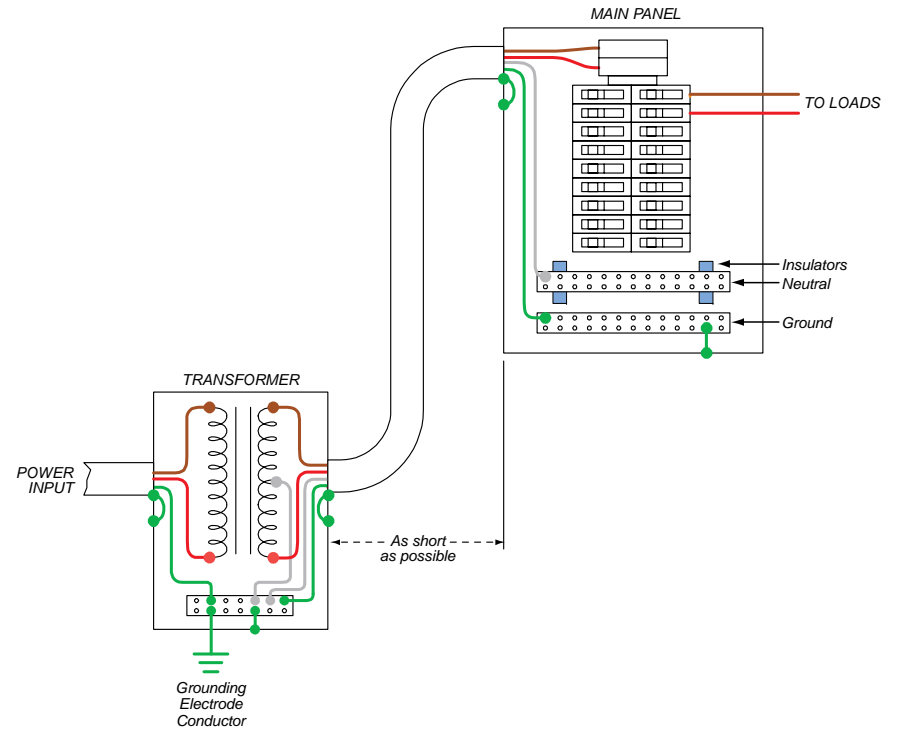 MAIN PANEL
TO LOADS
Insulators
Neutral
Ground
TRANSFORMER
POWER
INPUT
As short
as possible
Grounding
Electrode
Conductor